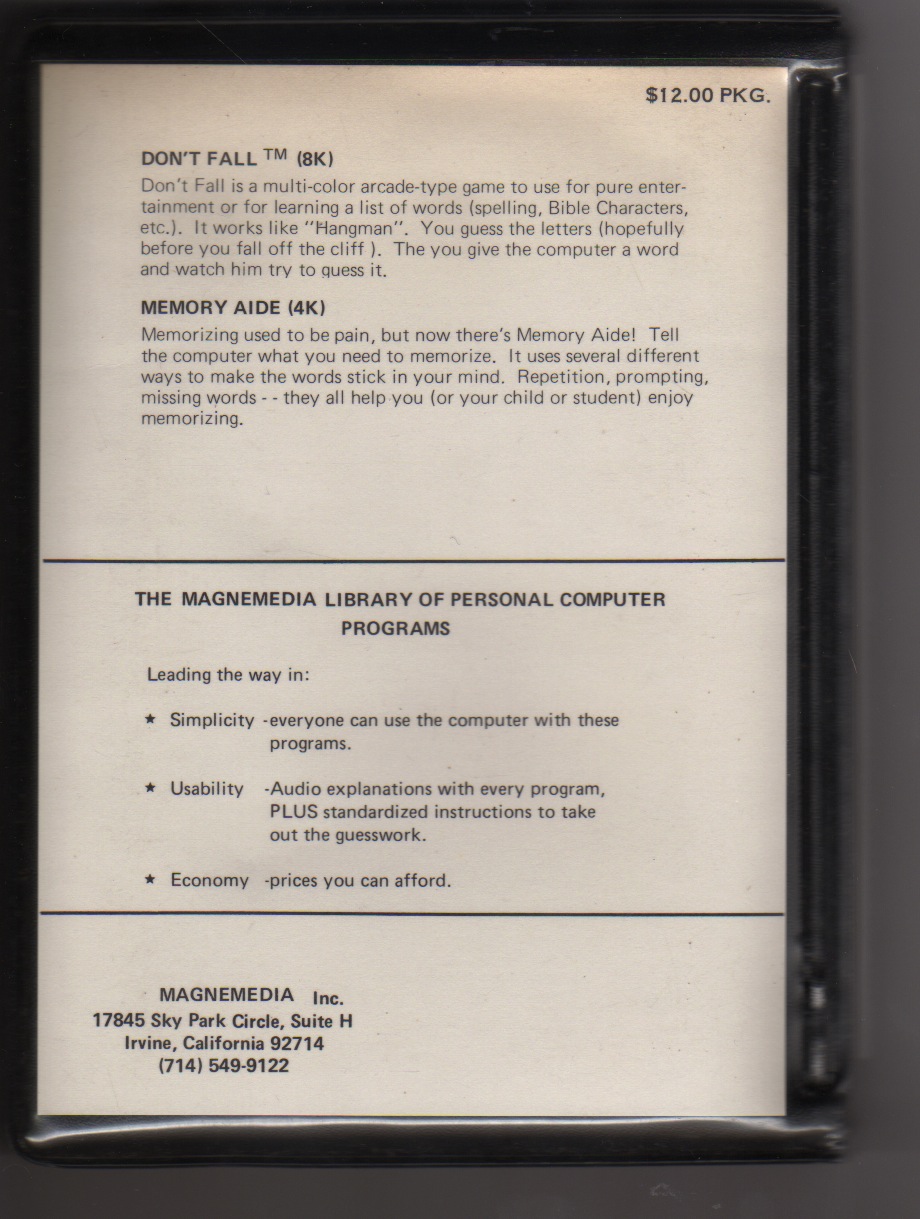 $12.00 PKG.
DON'T FALL TM (8K)
Don't Fall is a multi-color arcade-type game to use for pure enter-
tainment or for learning a list of words (spelling, Bible Characters,
etc.). It works like "Hangman". You guess the letters (hopefully
before you fall off the cliff ). The you give the computer a word
and watch him try to guess it.
MEMORY AIDE (4K)
Memorizing used to be pain, but now there's Memory Aide! Tell
the computer what you need to memorize. It uses several different
ways to make the words stick in your mind. Repetition, prompting,
missing words - - they all help you (or your child or student) enjoy
memorizing.
THE MAGNEMEDIA LIBRARY OF PERSONAL COMPUTER
PROGRAMS
Leading the way in:
★ Simplicity -everyone can use the computer with these
programs.
★ Usability -Audio explanations with every program,
PLUS standardized instructions to take
out the guesswork.
★ Economy -prices you can afford.
MAGNEMEDIA Inc.
17845 Sky Park Circle, Suite H
Irvine, California 92714
(714) 549-9122